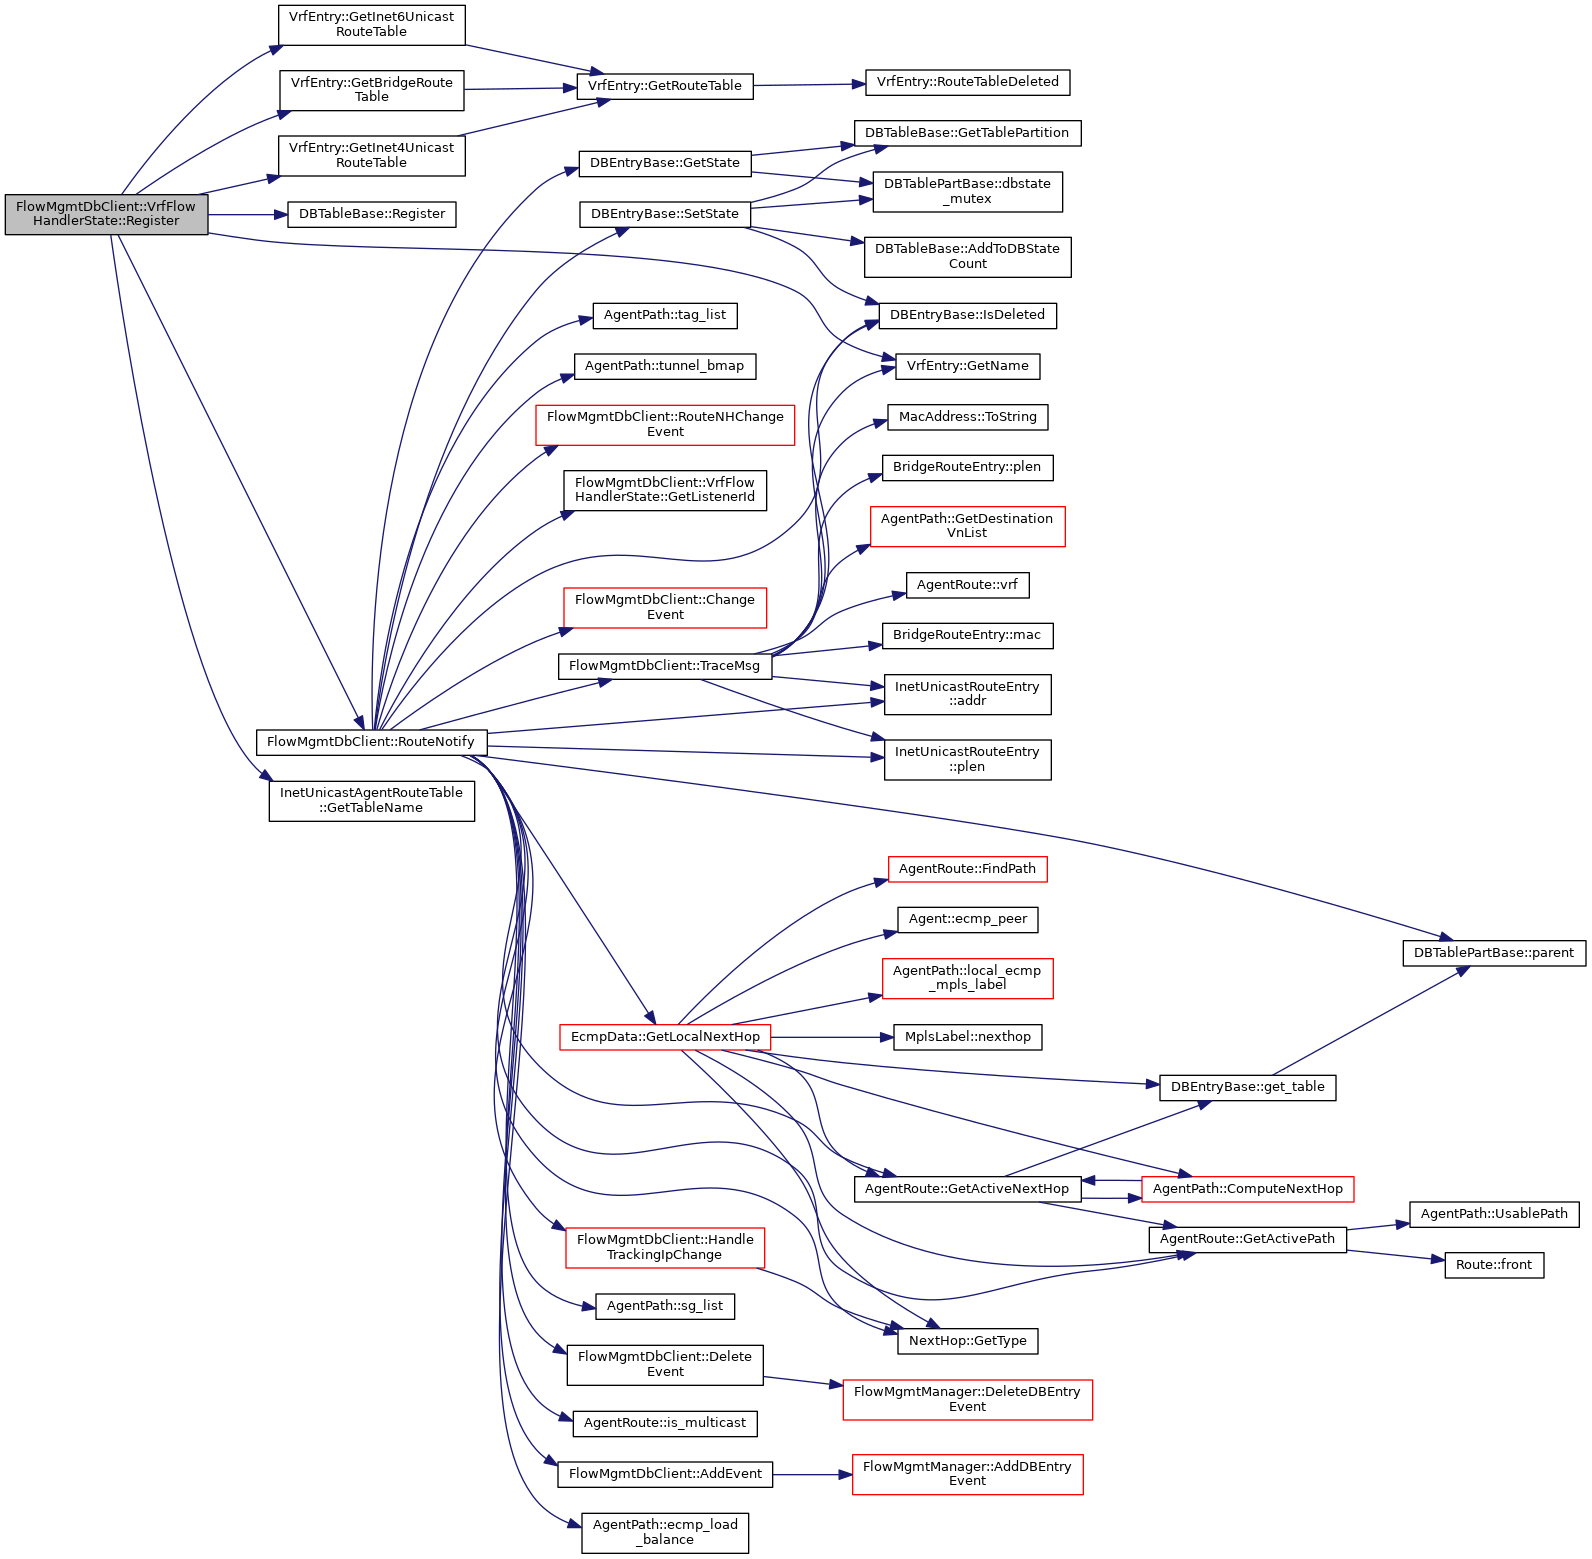 VrfEntry::GetInet6Unicast
RouteTable
VrfEntry::GetBridgeRoute
Table
VrfEntry::GetInet4Unicast
RouteTable
FlowMgmtDbClient::VrfFlow
HandlerState::Register
DBTableBase::Register
FlowMgmtDbClient::RouteNotify
InetUnicastAgentRouteTable
::GetTableName
VrfEntry::GetRouteTable
DBEntryBase::GetState
DBEntryBase::SetState
AgentPath::tag_list
AgentPath::tunnel_bmap
FlowMgmtDbClient::RouteNHChange
Event
FlowMgmtDbClient::VrfFlow
HandlerState::GetListenerId
FlowMgmtDbClient::Change
Event
FlowMgmtDbClient::TraceMsg
EcmpData::GetLocalNextHop
FlowMgmtDbClient::Handle
TrackingIpChange
AgentPath::sg_list
FlowMgmtDbClient::Delete
Event
AgentRoute::is_multicast
FlowMgmtDbClient::AddEvent
AgentPath::ecmp_load
_balance
VrfEntry::RouteTableDeleted
DBTableBase::GetTablePartition
DBTablePartBase::dbstate
_mutex
DBTableBase::AddToDBState
Count
DBEntryBase::IsDeleted
VrfEntry::GetName
MacAddress::ToString
BridgeRouteEntry::plen
AgentPath::GetDestination
VnList
AgentRoute::vrf
BridgeRouteEntry::mac
InetUnicastRouteEntry
::addr
InetUnicastRouteEntry
::plen
AgentRoute::FindPath
Agent::ecmp_peer
AgentPath::local_ecmp
_mpls_label
MplsLabel::nexthop
AgentRoute::GetActiveNextHop
NextHop::GetType
FlowMgmtManager::DeleteDBEntry
Event
FlowMgmtManager::AddDBEntry
Event
DBEntryBase::get_table
AgentPath::ComputeNextHop
AgentRoute::GetActivePath
DBTablePartBase::parent
AgentPath::UsablePath
Route::front